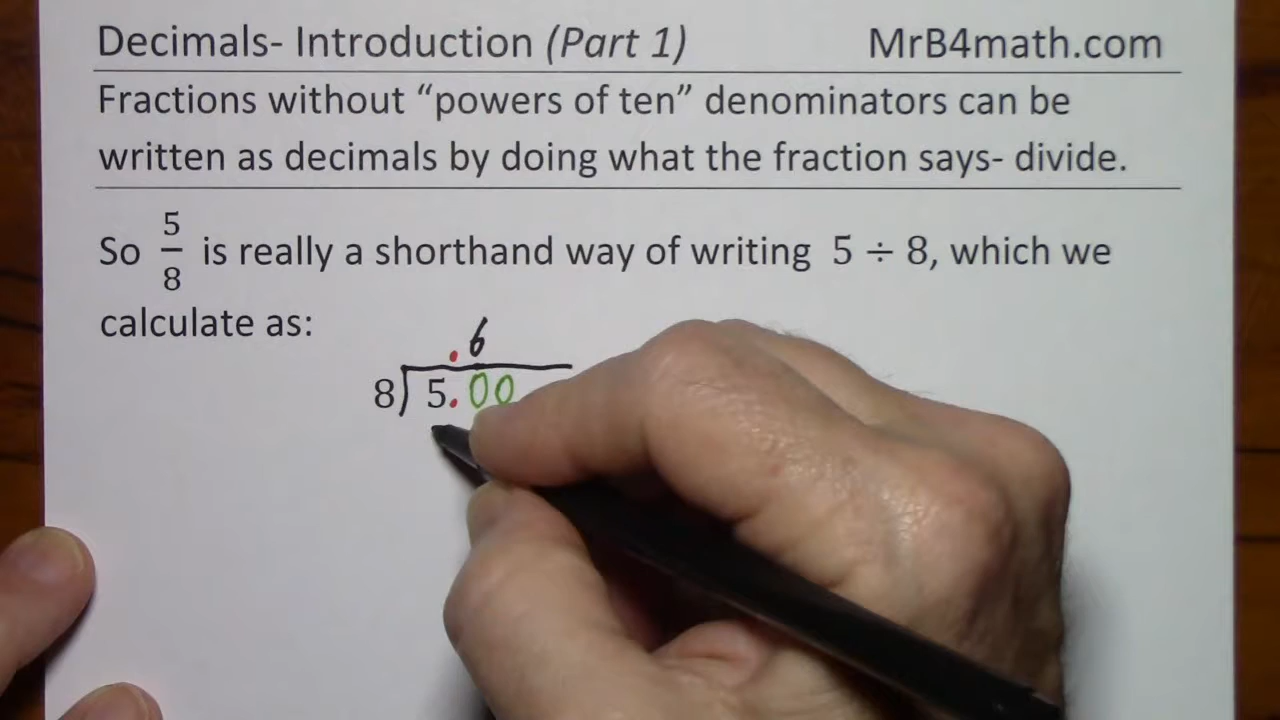 Decimals- Introduction (Part 1) MrB4math.com
Fractions without “powers of ten” denominators can be
written as decimals by doing what the fraction says- divide.
So 5/8 is really a shorthand way of writing 5 ÷ 8, which we
calculate as:
.6
8) 5.00